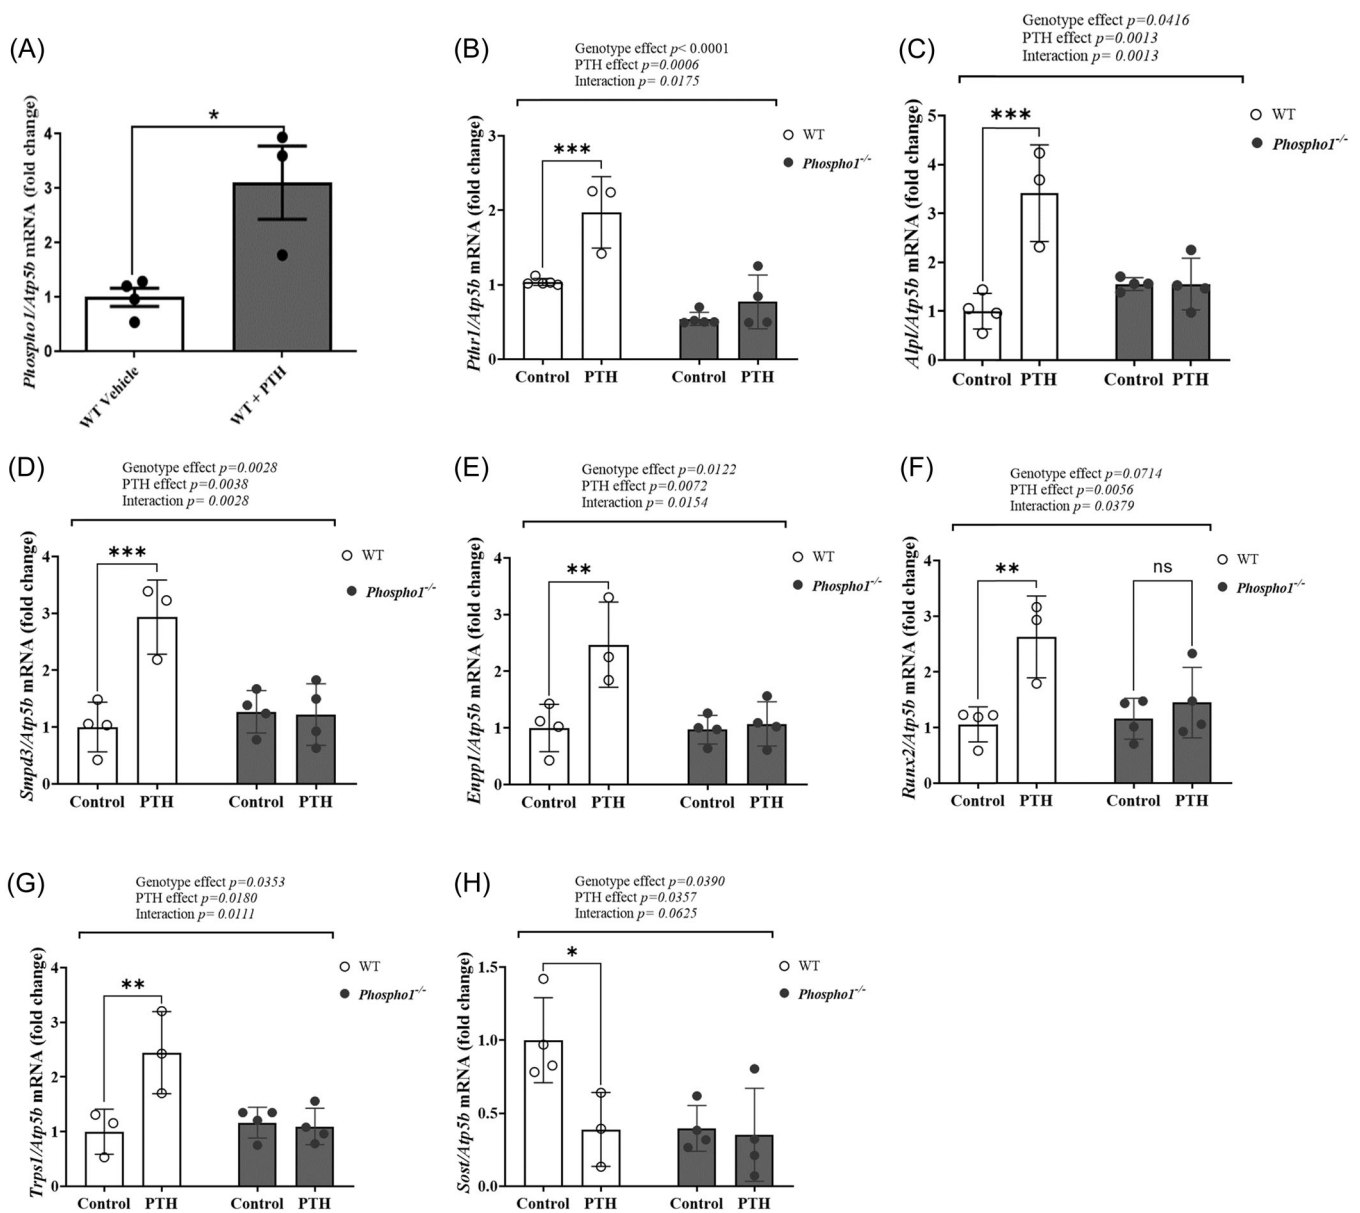 (A)
*
Phospho1/Atp5b mRNA (fold change)
4
3
2
1
0
WT Vehicle
WT + PTH
(B)
Genotype effect p< 0.0001
PTH effect p=0.0006
Interaction p= 0.0175
***
WT
Phospho1-/-
Pthr1/Atp5b mRNA (fold change)
3
2
1
0
Control
PTH
Control
PTH
(C)
Genotype effect p=0.0416
PTH effect p=0.0013
Interaction p= 0.0013
***
WT
Phospho1-/-
Alpl/Atp5b mRNA (fold change)
5
4
3
2
1
0
Control
PTH
Control
PTH
(D)
Genotype effect p=0.0028
PTH effect p=0.0038
Interaction p= 0.0028
***
WT
Phospho1-/-
Smpd3/Atp5b mRNA (fold change)
4
3
2
1
0
Control
PTH
Control
PTH
(E)
Genotype effect p=0.0122
PTH effect p=0.0072
Interaction p= 0.0154
**
WT
Phospho1-/-
Enpp1/Atp5b mRNA (fold change)
4
3
2
1
0
Control
PTH
Control
PTH
(F)
Genotype effect p=0.0714
PTH effect p=0.0056
Interaction p= 0.0379
**
ns
WT
Phospho1-/-
Runx2/Atp5b mRNA (fold change)
4
3
2
1
0
Control
PTH
Control
PTH
(G)
Genotype effect p=0.0353
PTH effect p=0.0180
Interaction p= 0.0111
**
WT
Phospho1-/-
Trps1/Atp5b mRNA (fold change)
4
3
2
1
0
Control
PTH
Control
PTH
(H)
Genotype effect p=0.0390
PTH effect p=0.0357
Interaction p= 0.0625
*
WT
Phospho1-/-
Sost/Atp5b mRNA (fold change)
1.5
1.0
0.5
0.0
Control
PTH
Control
PTH